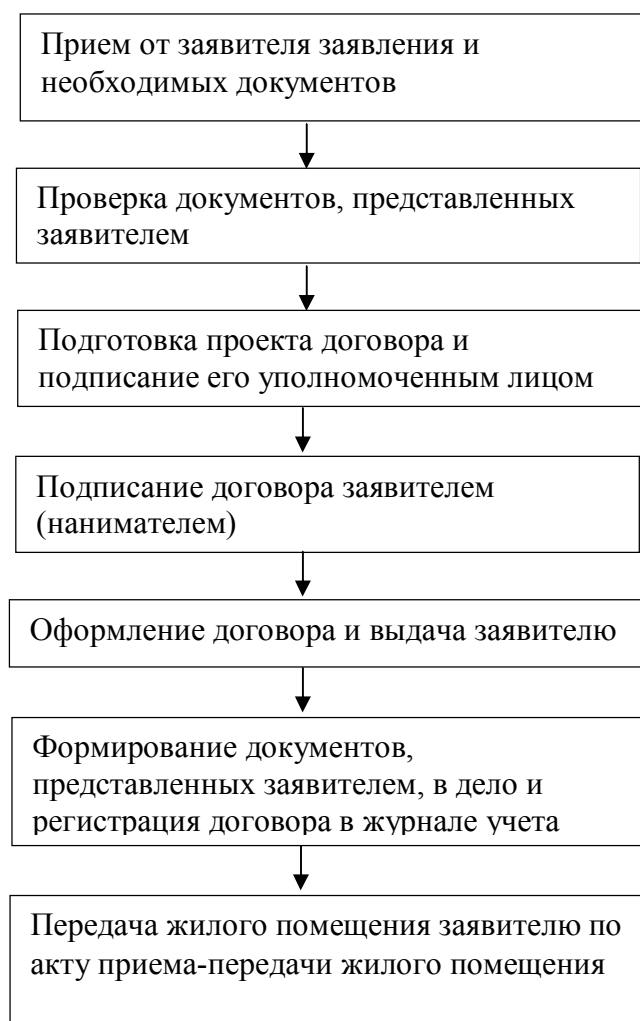 Прием от заявителя заявления и
необходимых документов
Проверка документов, представленных
заявителем
Подготовка проекта договора и
подписание его уполномоченным лицом
Подписание договора заявителем
(нанимателем)
Оформление договора и выдача заявителю
Формирование документов,
представленных заявителем, в дело и
регистрация договора в журнале учета
Передача жилого помещения заявителю по
акту приема-передачи жилого помещения